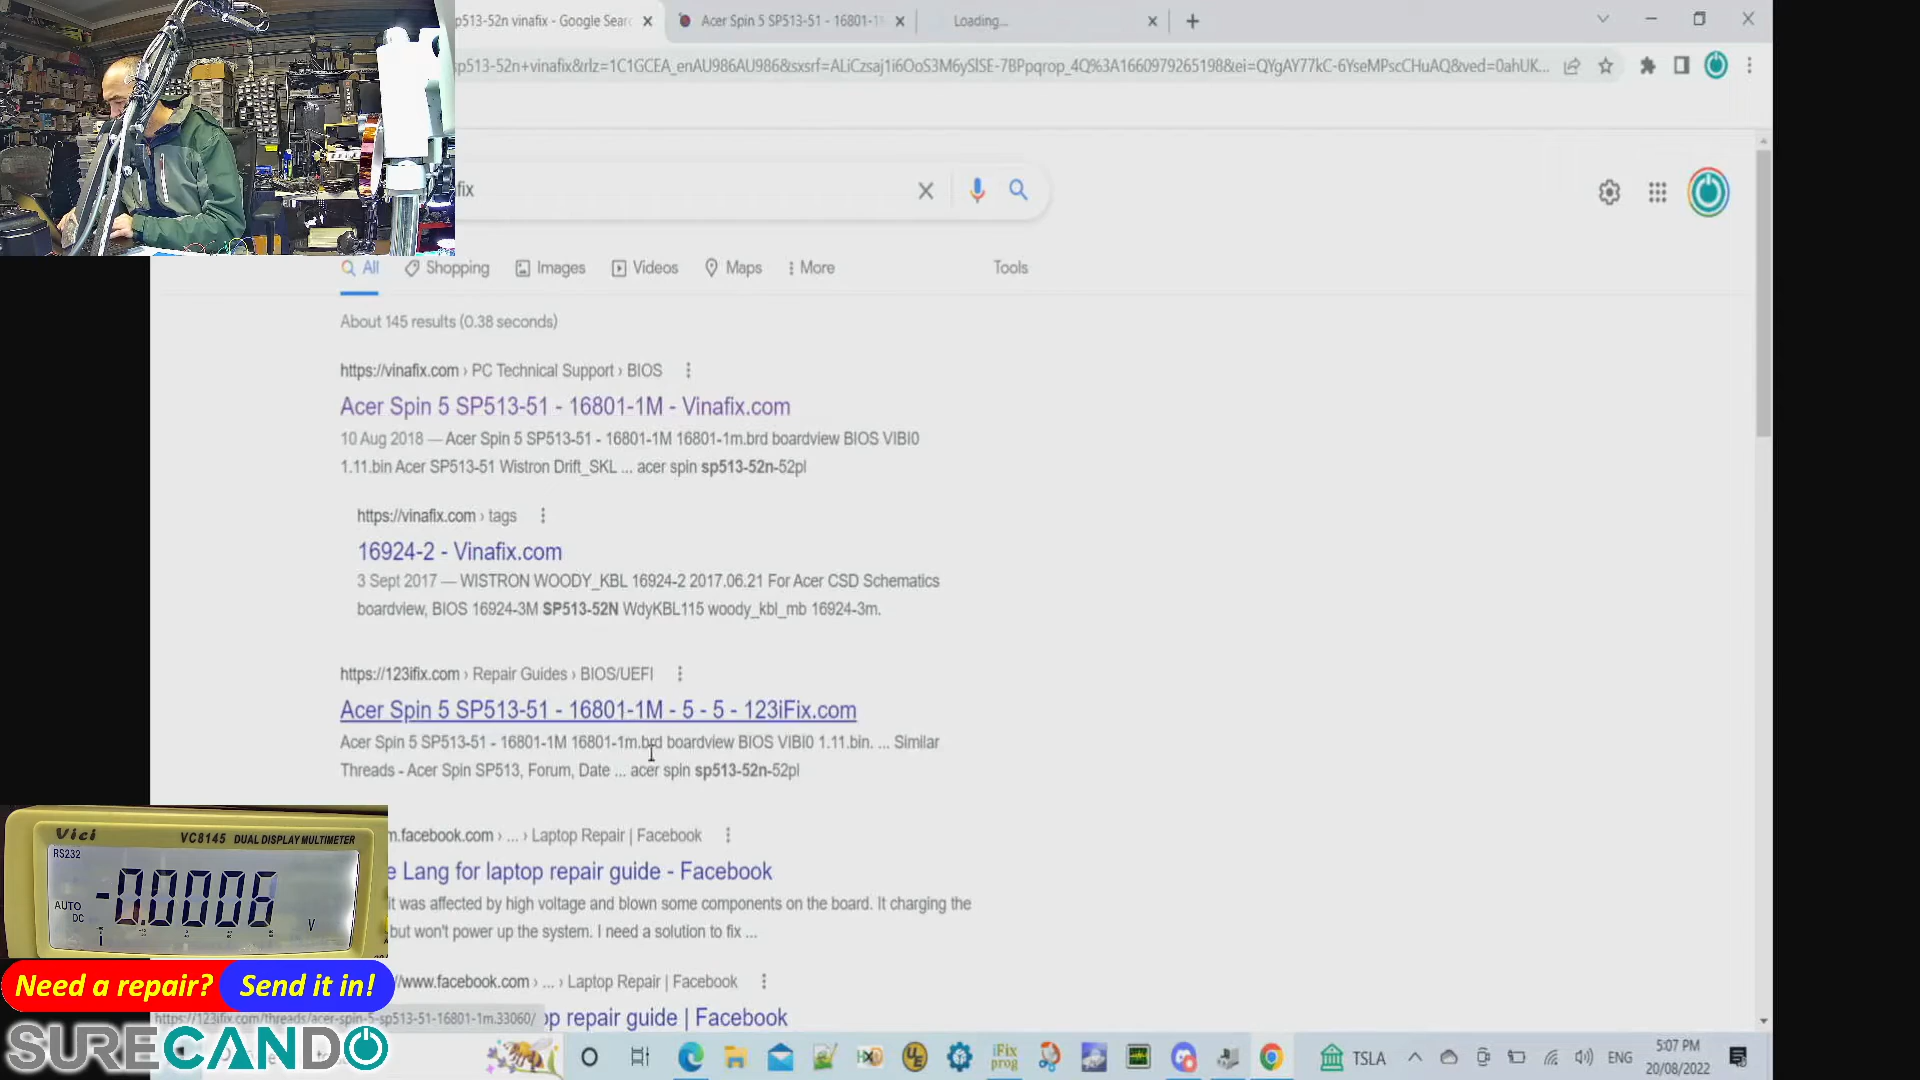 sp513-52n vinafix - Google Sear
Acer Spin 5 SP513-51 - 16801-1
Loading...
sp513-52n+vinafix&rlz=1C1GCEA_enAU986AU986&sxsrf=ALiCzsaj1i6OoS3M6ySlSE-7BPpqrop_4Q%3A1660979265198&ei=QYgAY77kC-6YseMPscCHuAQ&ved=0ahUK...
fix
All
Shopping
Images
Videos
Maps
More
Tools
About 145 results (0.38 seconds)
https://vinafix.com › PC Technical Support › BIOS
Acer Spin 5 SP513-51 - 16801-1M - Vinafix.com
10 Aug 2018 — Acer Spin 5 SP513-51 - 16801-1M 16801-1m.brd boardview BIOS VIBI0
1.11.bin Acer SP513-51 Wistron Drift_SKL ... acer spin sp513-52n-52pl
https://vinafix.com › tags
16924-2 - Vinafix.com
3 Sept 2017 — WISTRON WOODY_KBL 16924-2 2017.06.21 For Acer CSD Schematics
boardview, BIOS 16924-3M SP513-52N WdyKBL115 woody_kbl_mb 16924-3m.
https://123ifix.com › Repair Guides › BIOS/UEFI
Acer Spin 5 SP513-51 - 16801-1M - 5 - 5 - 123iFix.com
Acer Spin 5 SP513-51 - 16801-1M 16801-1m.brd boardview BIOS VIBI0 1.11.bin. ... Similar
Threads - Acer Spin SP513, Forum, Date ... acer spin sp513-52n-52pl
m.facebook.com › ... › Laptop Repair | Facebook
e Lang for laptop repair guide - Facebook
it was affected by high voltage and blown some components on the board. It charging the
but won't power up the system. I need a solution to fix ...
/www.facebook.com › ... › Laptop Repair | Facebook
op repair guide | Facebook
https://123ifix.com/threads/acer-spin-5-sp513-51-16801-1m.33060/
Vici
VC8145 DUAL DISPLAY MULTIMETER
RS232
AUTO
DC
-0.0006
V
Need a repair? Send it in!
SURECANDO
iFix
prog
TSLA
ENG
5:07 PM
20/08/2022